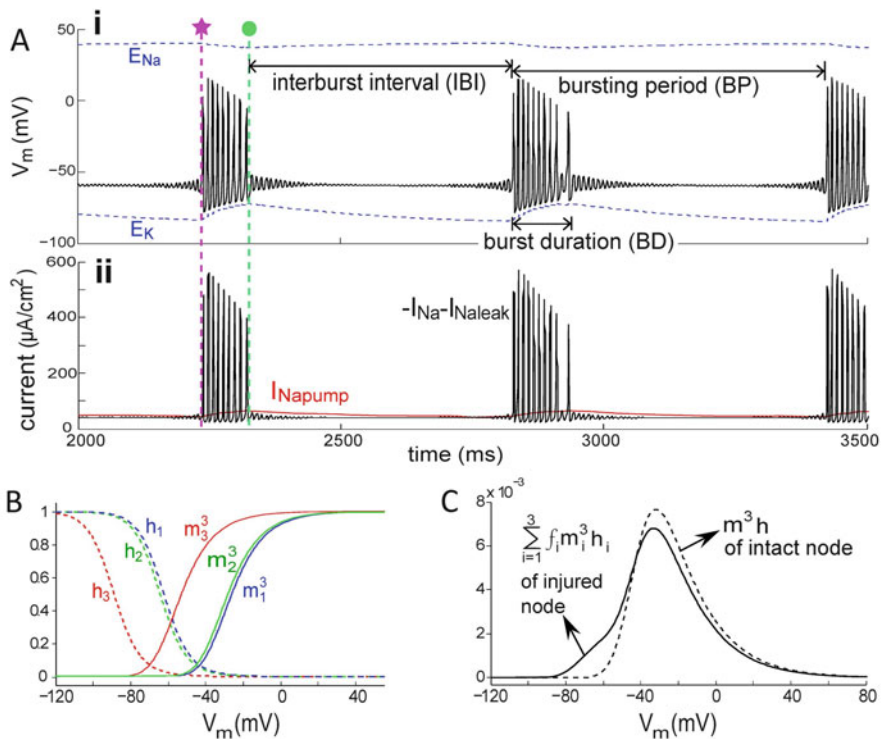 A
i
50
0
−50
−100
V_m (mV)
E_Na
interburst interval (IBI)
bursting period (BP)
E_K
burst duration (BD)
ii
600
400
200
0
current (µA/cm²)
-I_Na-I_Naleak
I_Napump
2000
2500
3000
3500
time (ms)
B
1
0.8
0.6
0.4
0.2
0
h_1
h_2
h_3
m_3^3
m_2^3
m_1^3
−120
−80
−40
0
40
V_m(mV)
C
8 × 10^-3
6
4
2
0
∑_{i=1}^{3} f_i m_i^3 h_i
of injured
node
m^3 h
of intact node
−120
−80
−40
0
40
80
V_m(mV)